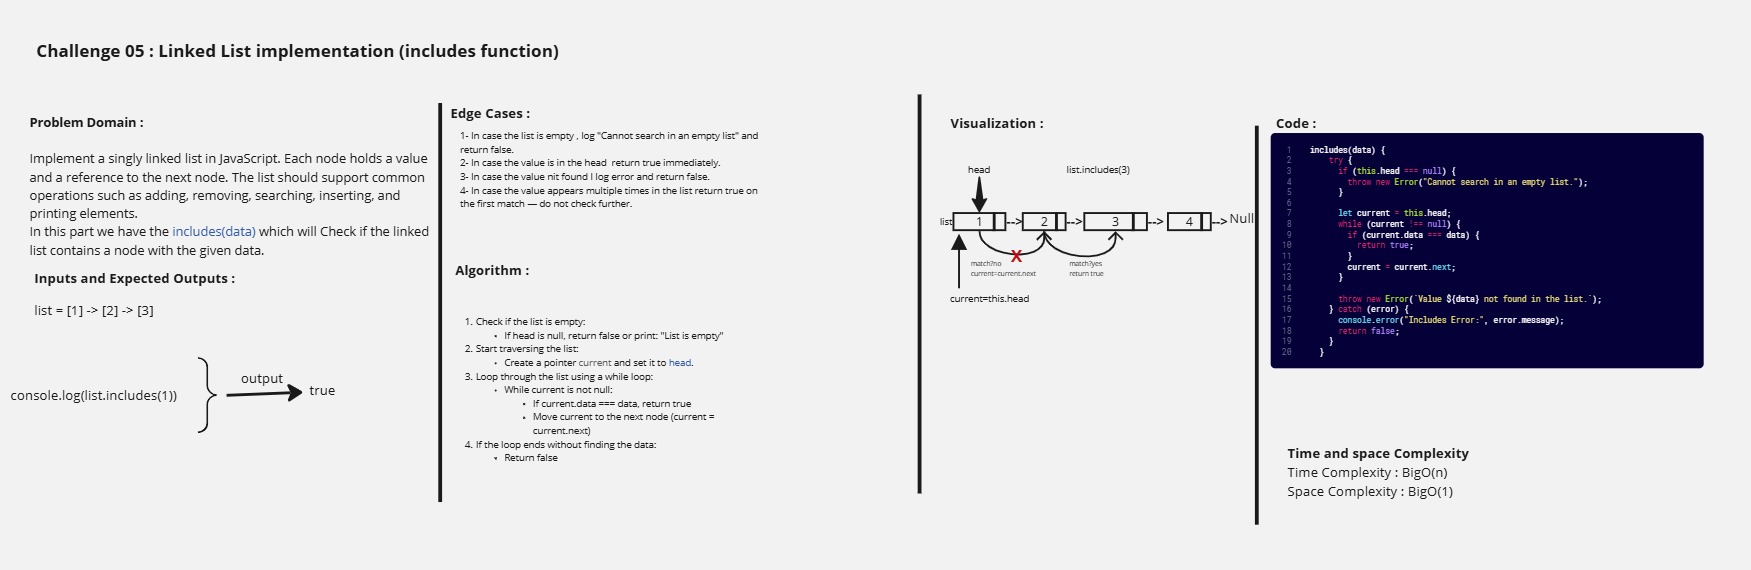 Challenge 05 : Linked List implementation (includes function)
Problem Domain :
Implement a singly linked list in JavaScript. Each node holds a value
and a reference to the next node. The list should support common
operations such as adding, removing, searching, inserting, and
printing elements.
In this part we have the includes(data) which will Check if the linked
list contains a node with the given data.
Inputs and Expected Outputs :
list = [1] -> [2] -> [3]
console.log(list.includes(1))
output
true
Edge Cases :
1- In case the list is empty , log "Cannot search in an empty list" and
return false.
2- In case the value is in the head return true immediately.
3- In case the value nit found I log error and return false.
4- In case the value appears multiple times in the list return true on
the first match — do not check further.
Algorithm :
1. Check if the list is empty:
• If head is null, return false or print: "List is empty"
2. Start traversing the list:
• Create a pointer current and set it to head.
3. Loop through the list using a while loop:
• While current is not null:
• If current.data === data, return true
• Move current to the next node (current =
current.next)
4. If the loop ends without finding the data:
• Return false
Visualization :
head
list.includes(3)
list 1 --> 2 --> 3 --> 4 --> Null
X
match?no
current=current.next
match?yes
return true
current=this.head
Code :
1 includes(data) {
2 try {
3 if (this.head === null) {
4 throw new Error("Cannot search in an empty list.");
5 }
6
7 let current = this.head;
8 while (current !== null) {
9 if (current.data === data) {
10 return true;
11 }
12 current = current.next;
13 }
14
15 throw new Error(`Value ${data} not found in the list.`);
16 } catch (error) {
17 console.error("Includes Error:", error.message);
18 return false;
19 }
20 }
Time and space Complexity
Time Complexity : BigO(n)
Space Complexity : BigO(1)